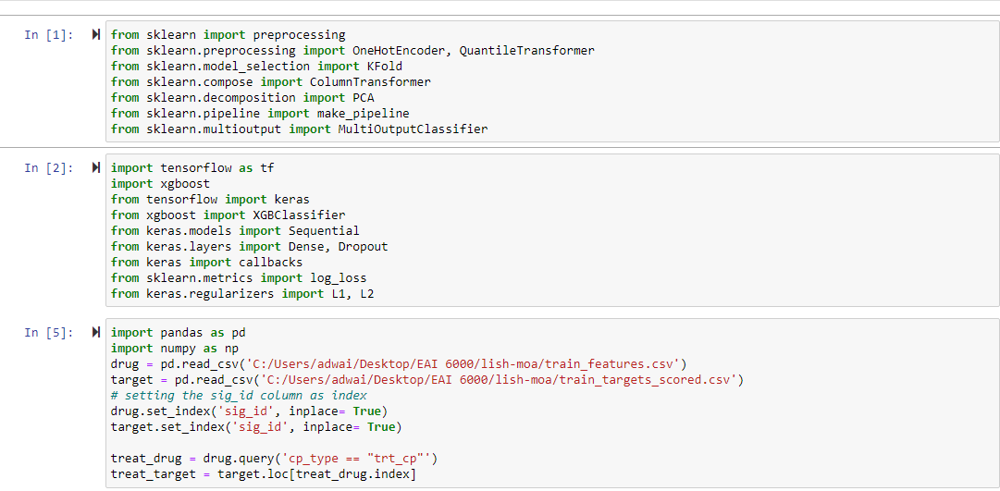 In [1]:
from sklearn import preprocessing
from sklearn.preprocessing import OneHotEncoder, QuantileTransformer
from sklearn.model_selection import KFold
from sklearn.compose import ColumnTransformer
from sklearn.decomposition import PCA
from sklearn.pipeline import make_pipeline
from sklearn.multioutput import MultiOutputClassifier
In [2]:
import tensorflow as tf
import xgboost
from tensorflow import keras
from xgboost import XGBClassifier
from keras.models import Sequential
from keras.layers import Dense, Dropout
from keras import callbacks
from sklearn.metrics import log_loss
from keras.regularizers import L1, L2
In [5]:
import pandas as pd
import numpy as np
drug = pd.read_csv('C:/Users/adwai/Desktop/EAI 6000/lish-moa/train_features.csv')
target = pd.read_csv('C:/Users/adwai/Desktop/EAI 6000/lish-moa/train_targets_scored.csv')
# setting the sig_id column as index
drug.set_index('sig_id', inplace= True)
target.set_index('sig_id', inplace= True)
treat_drug = drug.query('cp_type == "trt_cp"')
treat_target = target.loc[treat_drug.index]